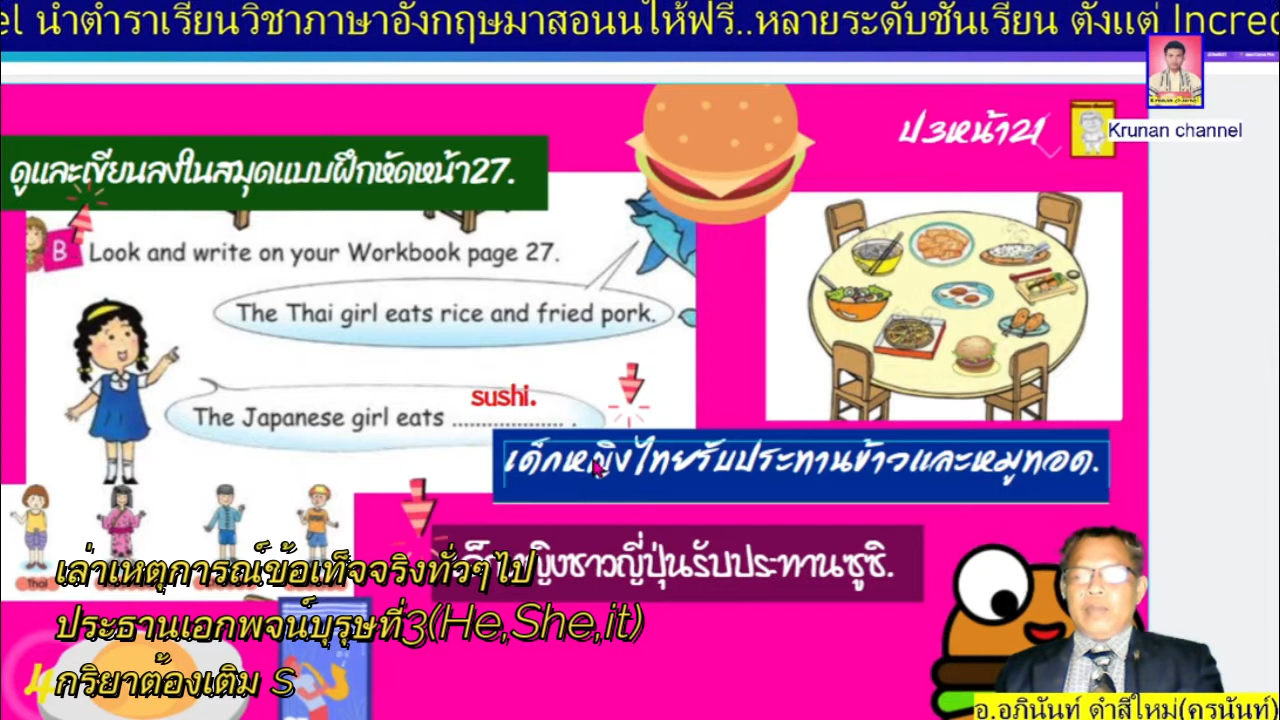 el นำตำราเรียนวิชาภาษาอังกฤษมาสอนนให้ฟรี..หลายระดับชั้นเรียน ตั้งแต่ Incre
ป 3หน้า21
Krunan channel
ดูและเขียนลงในสมุดแบบฝึกหัดหน้า27.
B Look and write on your Workbook page 27.
The Thai girl eats rice and fried pork.
sushi.
The Japanese girl eats .................. .
เด็กหญิงไทยรับประทานข้าวและหมูทอด.
หญิงชาวญี่ปุ่นรับประทานซูชิ.
Thai
เล่าเหตุการณ์ข้อเท็จจริงทั่วๆไป
ประธานเอกพจน์บุรุษที่3(He,She,it)
กริยาต้องเติม s
อ.อภินันท์ ดำสีใหม่(ครูนันท์)